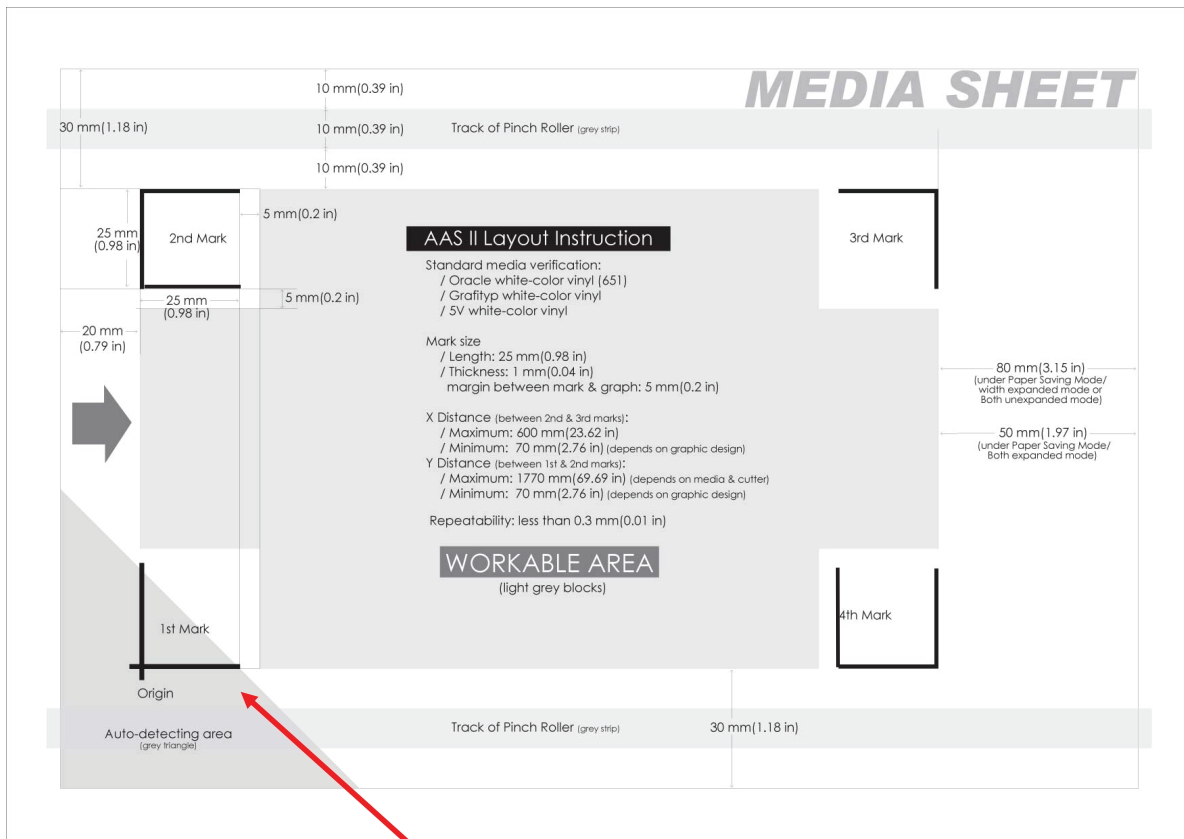 MEDIA SHEET
10 mm(0.39 in)
30 mm(1.18 in)
10 mm(0.39 in)
Track of Pinch Roller (grey strip)
10 mm(0.39 in)
25 mm
(0.98 in)
2nd Mark
5 mm(0.2 in)
25 mm
(0.98 in)
5 mm(0.2 in)
20 mm
(0.79 in)
AAS II Layout Instruction
Standard media verification:
/ Oracle white-color vinyl (651)
/ Grafityp white-color vinyl
/ 5V white-color vinyl
Mark size
/ Length: 25 mm(0.98 in)
/ Thickness: 1 mm(0.04 in)
margin between mark & graph: 5 mm(0.2 in)
X Distance (between 2nd & 3rd marks):
/ Maximum: 600 mm(23.62 in)
/ Minimum: 70 mm(2.76 in) (depends on graphic design)
Y Distance (between 1st & 2nd marks):
/ Maximum: 1770 mm(69.69 in) (depends on media & cutter)
/ Minimum: 70 mm(2.76 in) (depends on graphic design)
Repeatability: less than 0.3 mm(0.01 in)
WORKABLE AREA
(light grey blocks)
3rd Mark
80 mm(3.15 in)
(under Paper Saving Mode/
width expanded mode or
Both unexpanded mode)
50 mm(1.97 in)
(under Paper Saving Mode/
Both expanded mode)
1st Mark
4th Mark
Origin
Auto-detecting area
(grey triangle)
Track of Pinch Roller (grey strip)
30 mm(1.18 in)